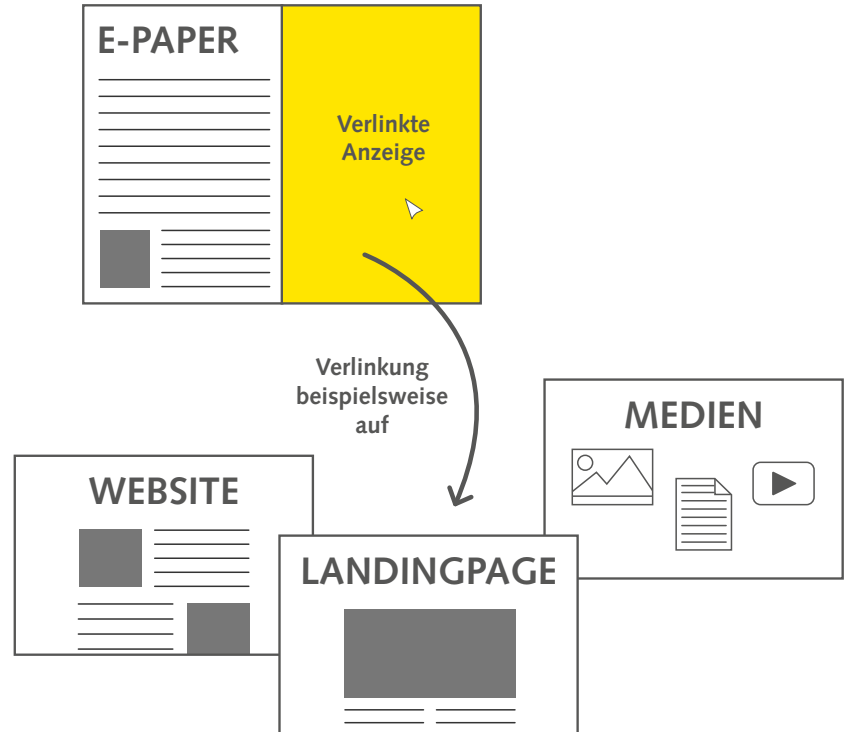 E-PAPER
Verlinkte
Anzeige
Verlinkung
beispielsweise
auf
MEDIEN
WEBSITE
LANDINGPAGE